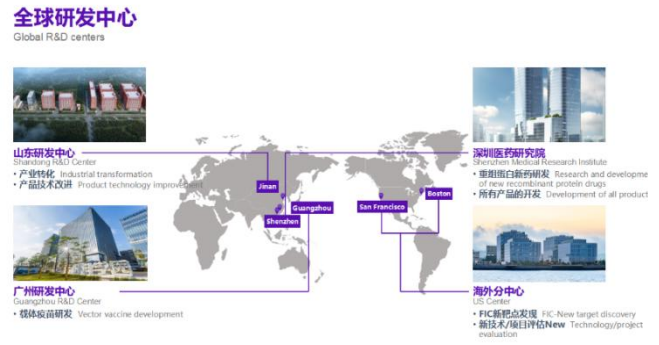 全球研发中心
Global R&D centers
山东研发中心
Shandong R&D Center
• 产业转化 Industrial transformation
• 产品技术改进 Product technology improvement
广州研发中心
Guangzhou R&D Center
• 载体疫苗研发 Vector vaccine development
Jinan
Guangzhou
Shenzhen
San Francisco
Boston
深圳医药研究院
Shenzhen Medical Research Institute
• 重组蛋白新药研发 Research and developme
of new recombinant protein drugs
• 所有产品的开发 Development of all product
海外分中心
US Center
• FIC新靶点发现 FIC-New target discovery
• 新技术/项目评估New Technology/project
evaluation